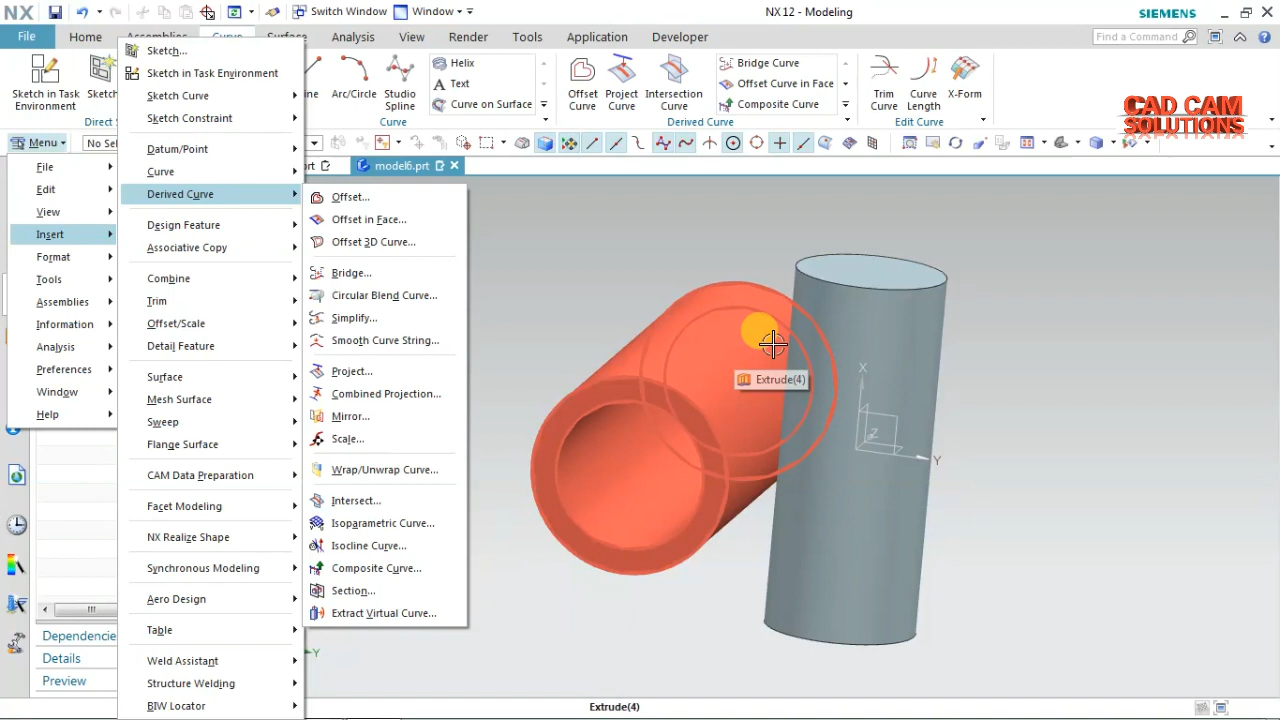 NX
Switch Window
Window
NX 12 - Modeling
SIEMENS
File
Home
Assemblies
Curve
Surface
Analysis
View
Render
Tools
Application
Developer
Find a Command
Sketch in Task
Environment
Arc/Circle
Studio
Spline
Helix
Text
Curve on Surface
Curve
Offset
Curve
Project
Curve
Intersection
Curve
Bridge Curve
Offset Curve in Face
Composite Curve
Derived Curve
Trim
Curve
Curve
Length
X-Form
Edit Curve
CAD CAM
SOLUTIONS
Menu
No Sel
model6.prt
File
Edit
View
Insert
Format
Tools
Assemblies
Information
Analysis
Preferences
Window
Help
Sketch...
Sketch in Task Environment
Sketch Curve
Sketch Constraint
Datum/Point
Curve
Derived Curve
Design Feature
Associative Copy
Combine
Trim
Offset/Scale
Detail Feature
Surface
Mesh Surface
Sweep
Flange Surface
CAM Data Preparation
Facet Modeling
NX Realize Shape
Synchronous Modeling
Aero Design
Table
Weld Assistant
Structure Welding
BIW Locator
Offset...
Offset in Face...
Offset 3D Curve...
Bridge...
Circular Blend Curve...
Simplify...
Smooth Curve String...
Project...
Combined Projection...
Mirror...
Scale...
Wrap/Unwrap Curve...
Intersect...
Isoparametric Curve...
Isocline Curve...
Composite Curve...
Section...
Extract Virtual Curve...
Extrude(4)
X
Z
Y
Y
Dependencie
Details
Preview
Extrude(4)